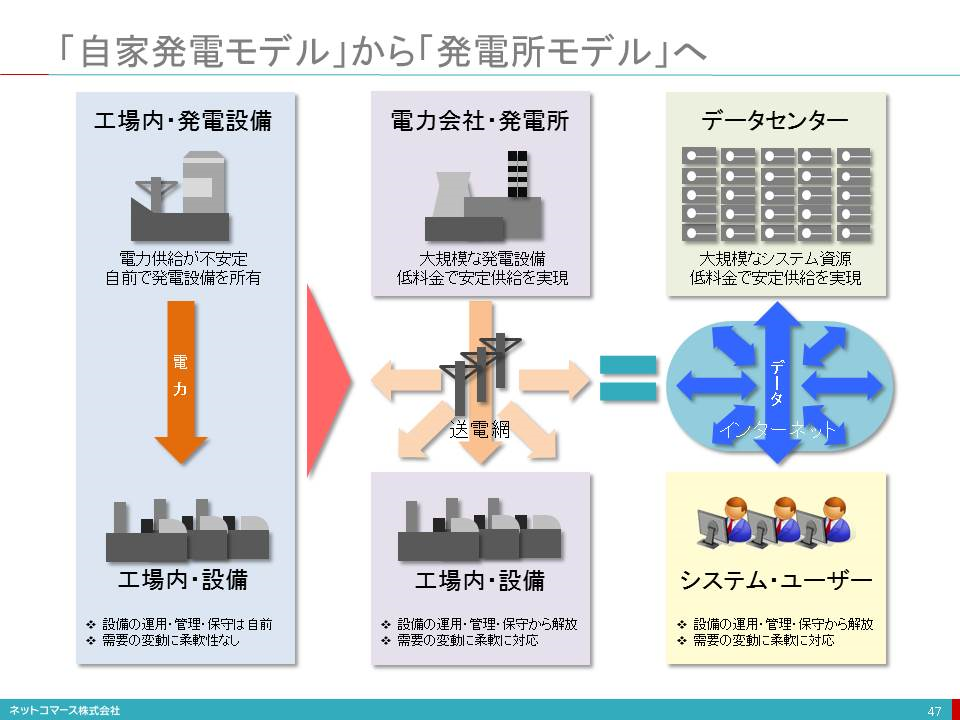 「自家発電モデル」から「発電所モデル」へ
工場内・発電設備
電力供給が不安定
自前で発電設備を所有
電力
工場内・設備
❖ 設備の運用・管理・保守は自前
❖ 需要の変動に柔軟性なし
電力会社・発電所
大規模な発電設備
低料金で安定供給を実現
送電網
工場内・設備
❖ 設備の運用・管理・保守から解放
❖ 需要の変動に柔軟に対応
データセンター
大規模なシステム資源
低料金で安定供給を実現
データ
インターネット
システム・ユーザー
❖ 設備の運用・管理・保守から解放
❖ 需要の変動に柔軟に対応
ネットコマース株式会社
47